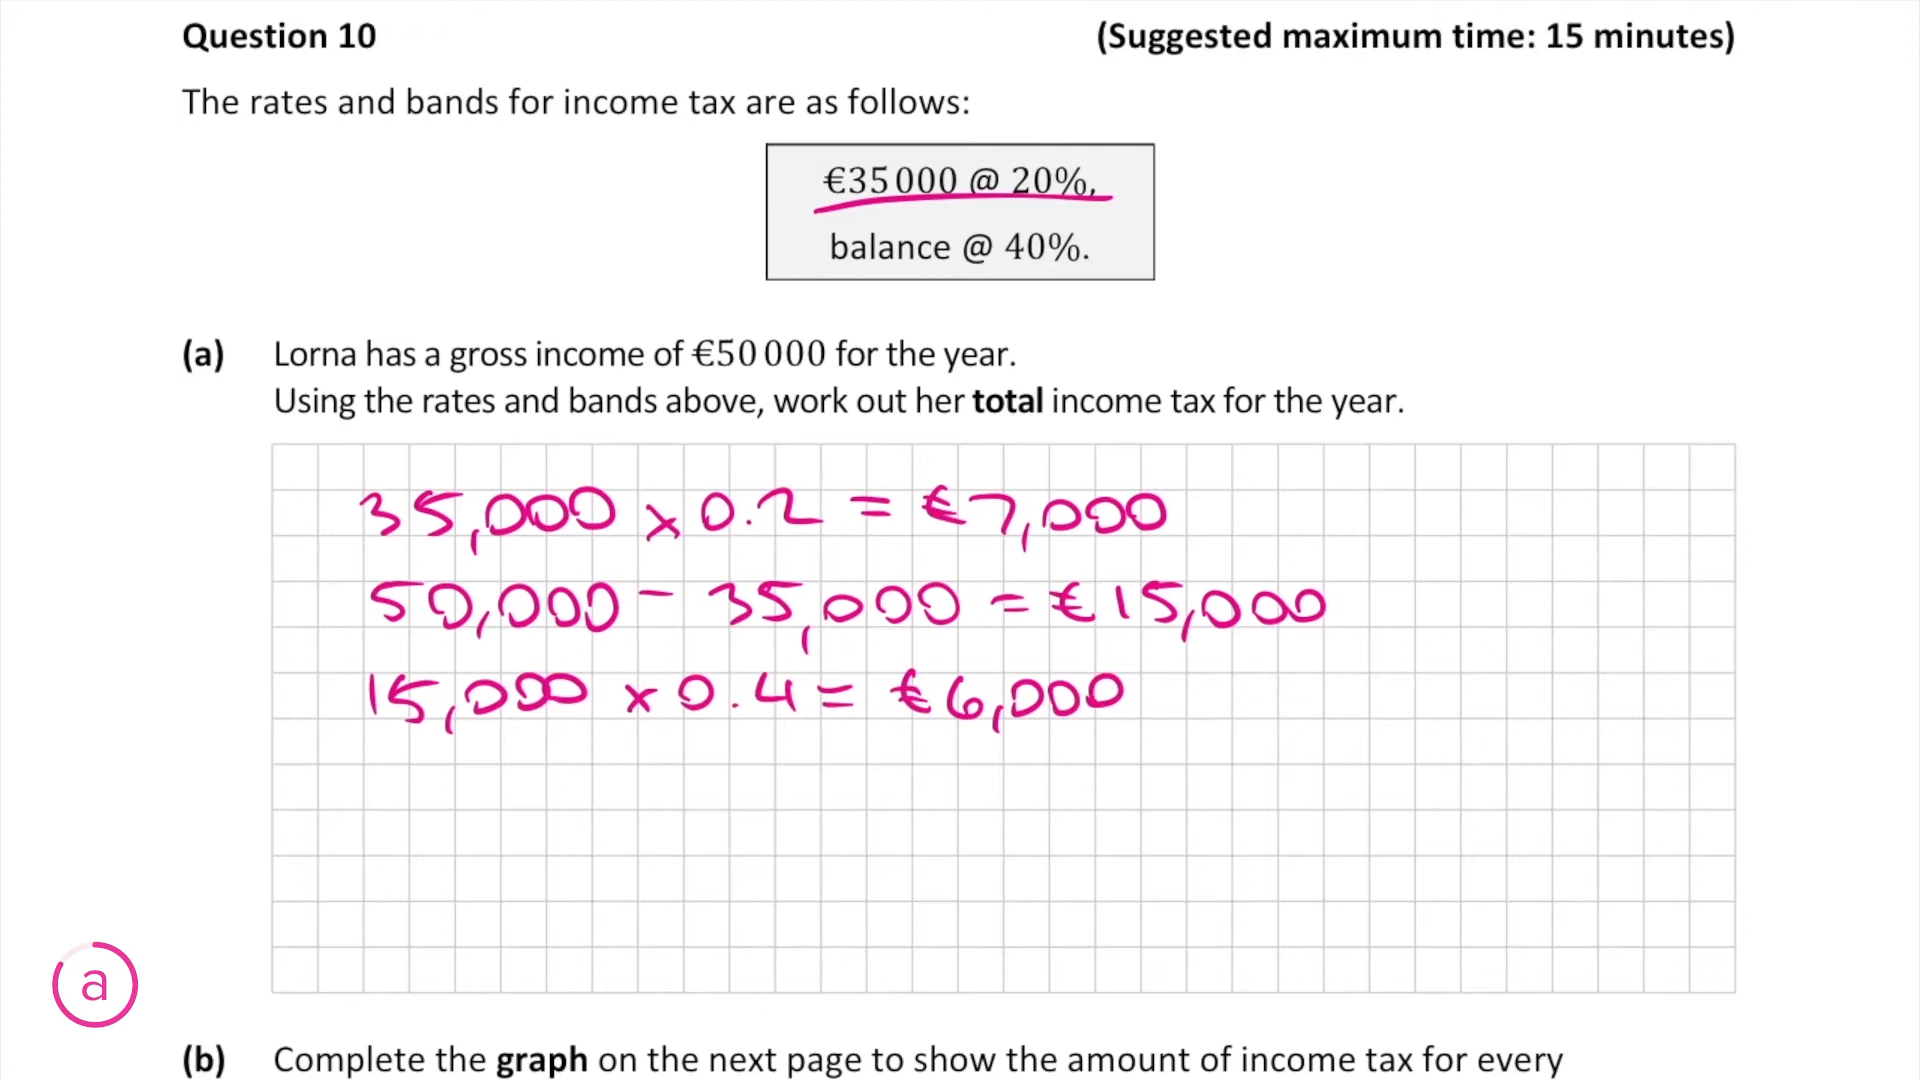 Question 10 (Suggested maximum time: 15 minutes)
The rates and bands for income tax are as follows:
€35 000 @ 20%,
balance @ 40%.
(a) Lorna has a gross income of €50 000 for the year.
Using the rates and bands above, work out her total income tax for the year.
35,000 × 0.2 = €7,000
50,000 - 35,000 = €15,000
15,000 × 0.4 = €6,000
a
(b) Complete the graph on the next page to show the amount of income tax for every